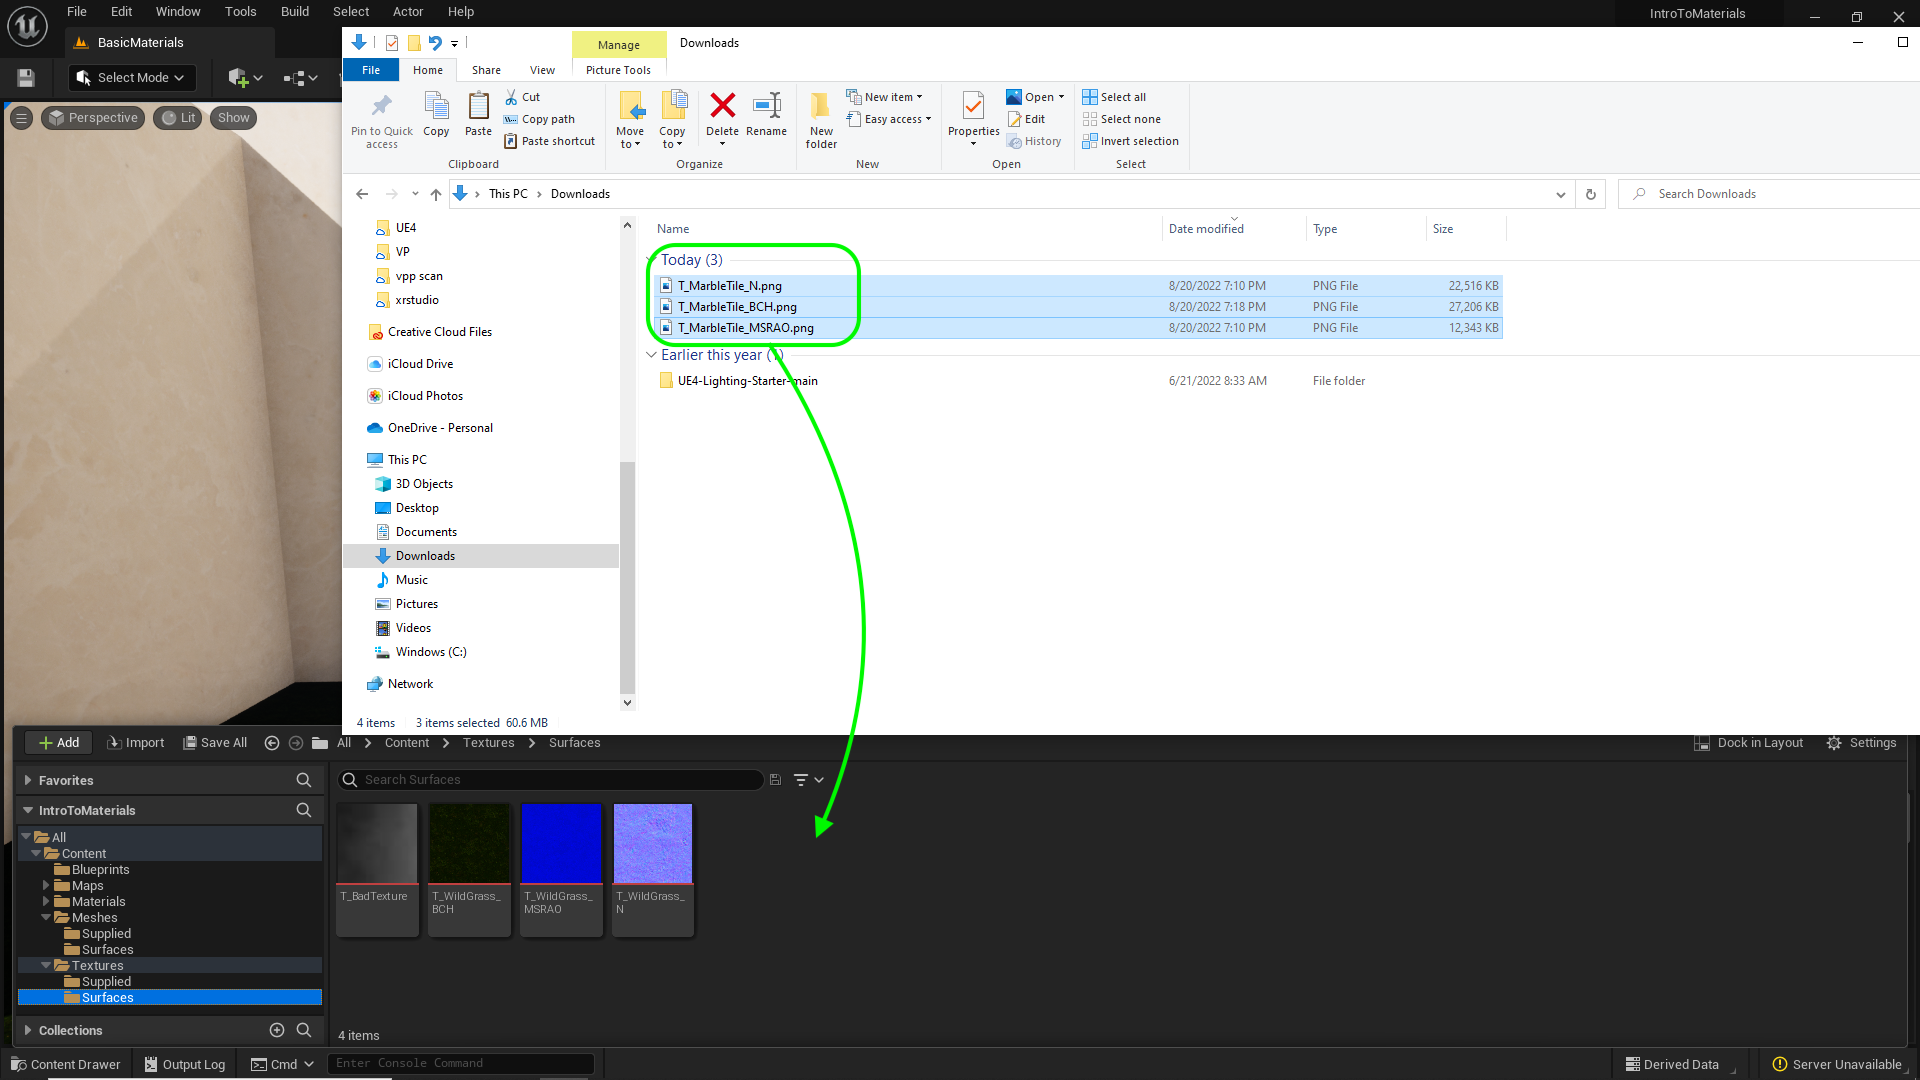 File Edit Window Tools Build Select Actor Help
IntroToMaterials
BasicMaterials
Select Mode
Perspective Lit Show
Manage Downloads
File Home Share View Picture Tools
Pin to Quick access
Copy
Paste
Cut
Copy path
Paste shortcut
Clipboard
Move to
Copy to
Delete
Rename
Organize
New folder
New item
Easy access
New
Properties
Open
Edit
History
Open
Select all
Select none
Invert selection
Select
This PC Downloads
Search Downloads
UE4
VP
vpp scan
xrstudio
Creative Cloud Files
iCloud Drive
iCloud Photos
OneDrive - Personal
This PC
3D Objects
Desktop
Documents
Downloads
Music
Pictures
Videos
Windows (C:)
Network
Name Date modified Type Size
Today (3)
T_MarbleTile_N.png 8/20/2022 7:10 PM PNG File 22,516 KB
T_MarbleTile_BCH.png 8/20/2022 7:18 PM PNG File 27,206 KB
T_MarbleTile_MSRAO.png 8/20/2022 7:10 PM PNG File 12,343 KB
Earlier this year (1)
UE4-Lighting-Starter-main 6/21/2022 8:33 AM File folder
4 items 3 items selected 60.6 MB
Add Import Save All All Content Textures Surfaces Dock in Layout Settings
Favorites
IntroToMaterials
All
Content
Blueprints
Maps
Materials
Meshes
Supplied
Surfaces
Textures
Supplied
Surfaces
Collections
Search Surfaces
T_BadTexture
T_WildGrass_
BCH
T_WildGrass_
MSRAO
T_WildGrass_
N
4 items
Content Drawer Output Log Cmd Enter Console Command Derived Data Server Unavailable